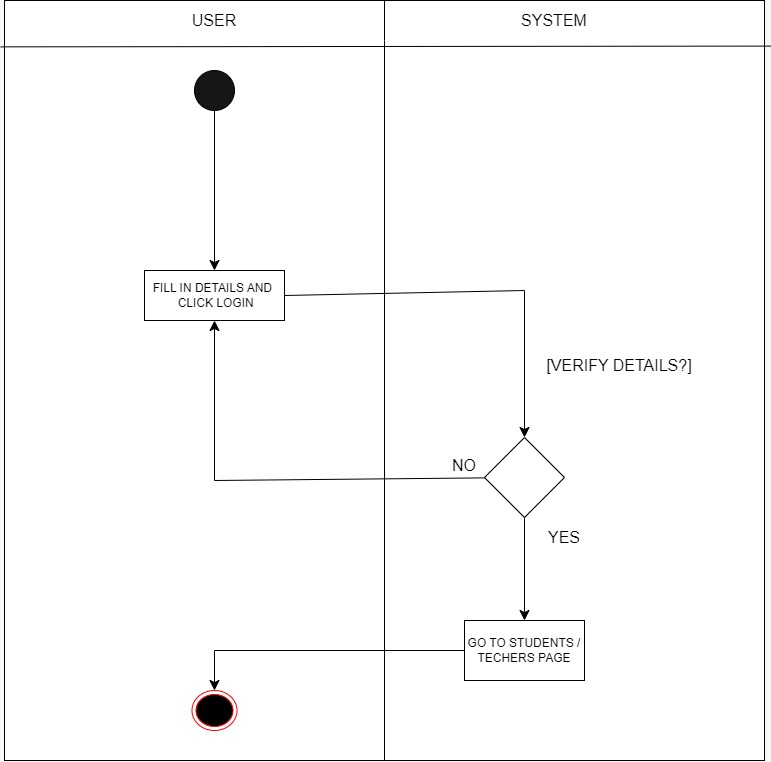 USER
SYSTEM
FILL IN DETAILS AND
CLICK LOGIN
[VERIFY DETAILS?]
NO
YES
GO TO STUDENTS /
TECHERS PAGE